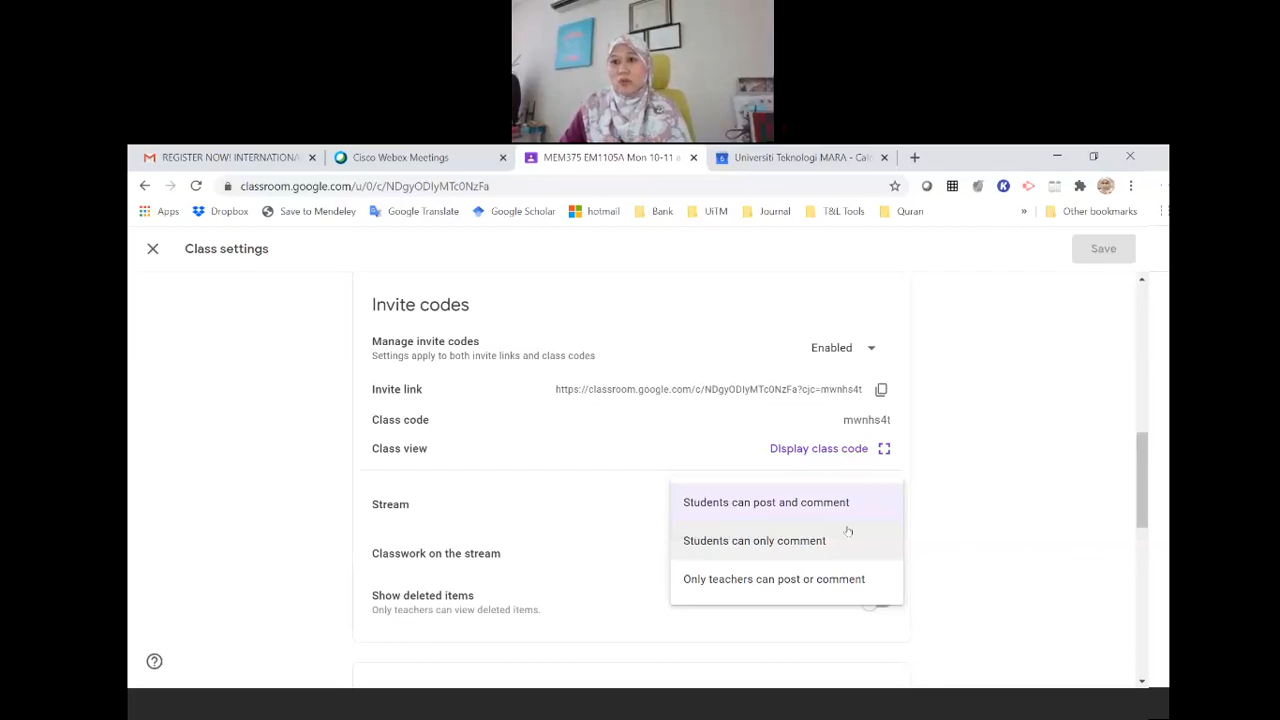 REGISTER NOW! INTERNATIONA
Cisco Webex Meetings
MEM375 EM1105A Mon 10-11 a
6
Universiti Teknologi MARA - Cale
classroom.google.com/u/0/c/NDgyODIyMTc0NzFa
Apps
Dropbox
Save to Mendeley
Google Translate
Google Scholar
hotmail
Bank
UiTM
Journal
T&L Tools
Quran
»
Other bookmarks
Class settings
Save
Invite codes
Manage invite codes
Settings apply to both invite links and class codes
Enabled
Invite link
https://classroom.google.com/c/NDgyODIyMTc0NzFa?cjc=mwnhs4t
Class code
mwnhs4t
Class view
Display class code
Stream
Students can post and comment
Students can only comment
Classwork on the stream
Only teachers can post or comment
Show deleted items
Only teachers can view deleted items.